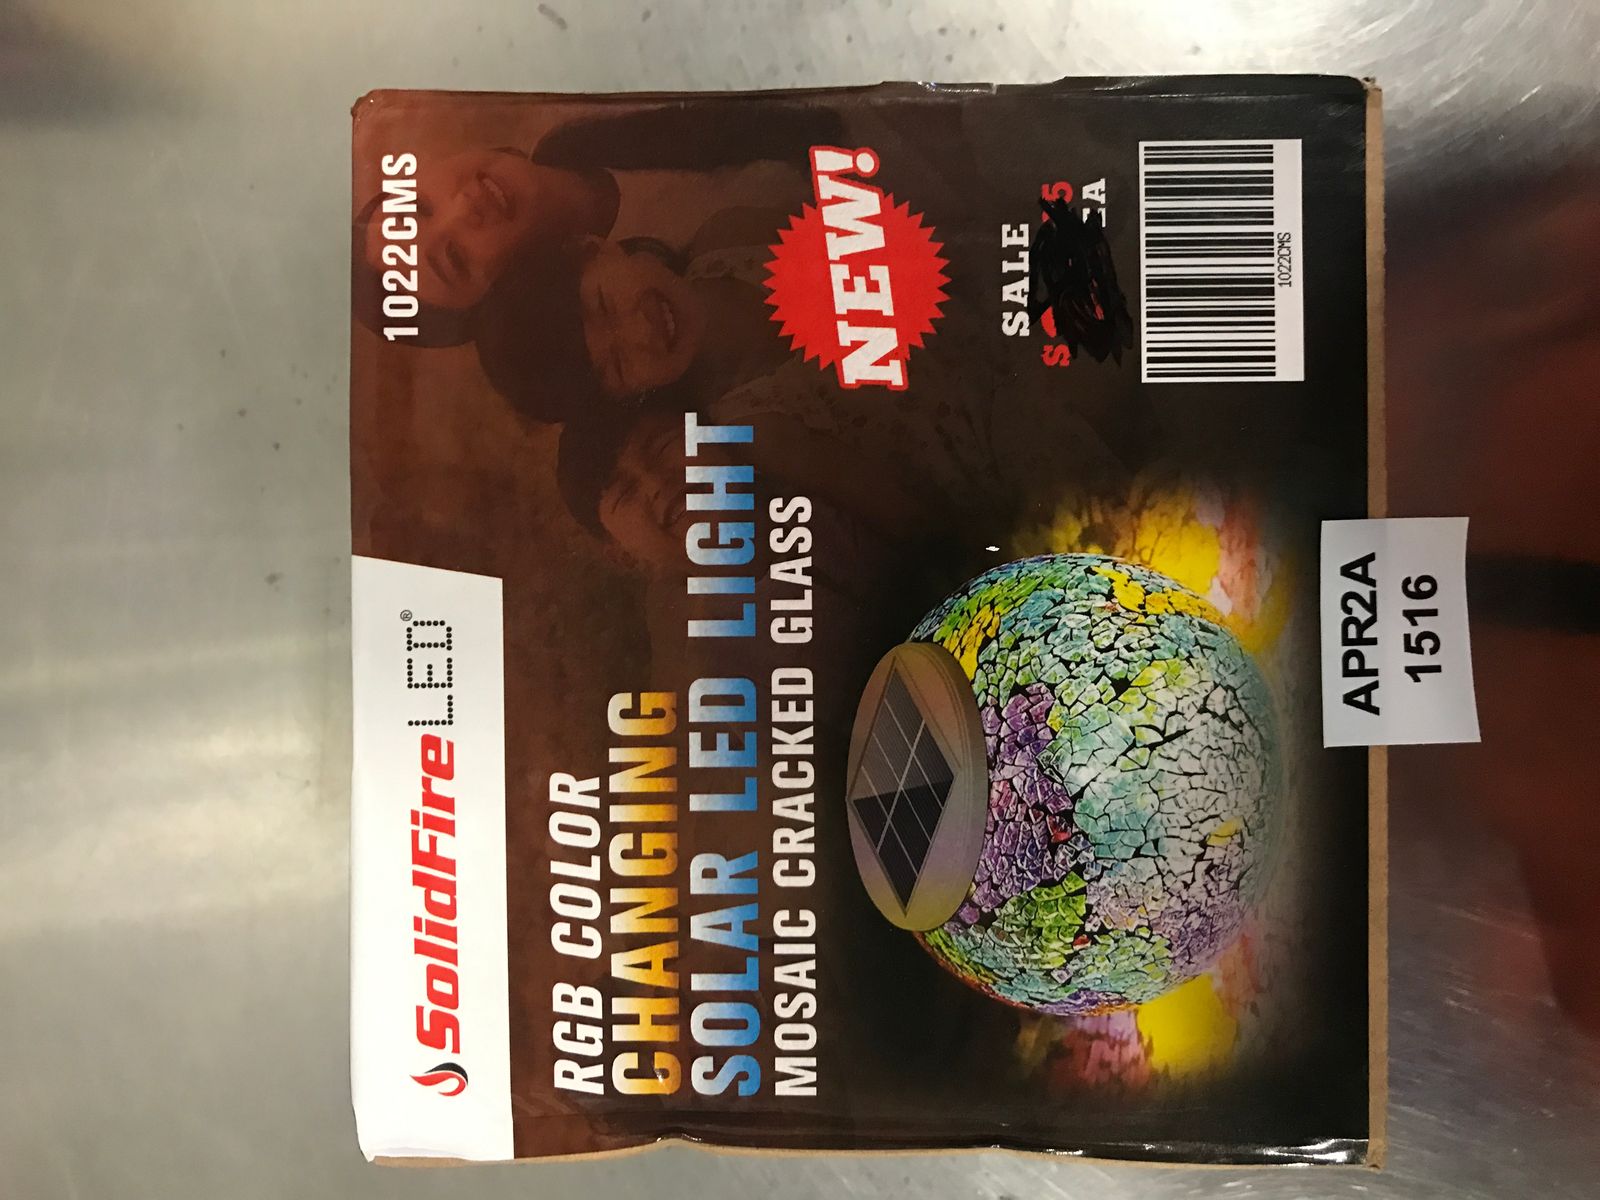 SolidFire LED®
1022CMS
RGB COLOR
CHANGING
SOLAR LED LIGHT
MOSAIC CRACKED GLASS
NEW!
SALE
1022CMS
APR2A
1516